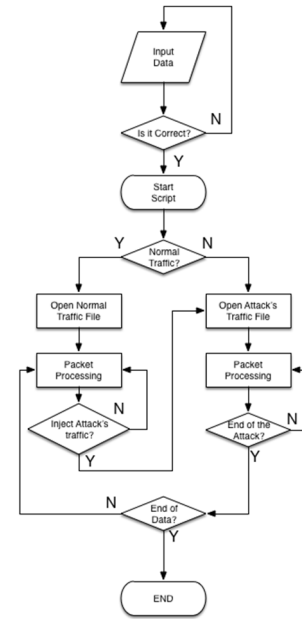 Input
Data
N
Is it Correct?
Y
Start
Script
Y
N
Normal
Traffic?
Open Normal
Traffic File
Open Attack's
Traffic File
Packet
Processing
Packet
Processing
N
Inject Attack's
traffic?
N
End of the
Attack?
Y
Y
N
End of
Data?
Y
END